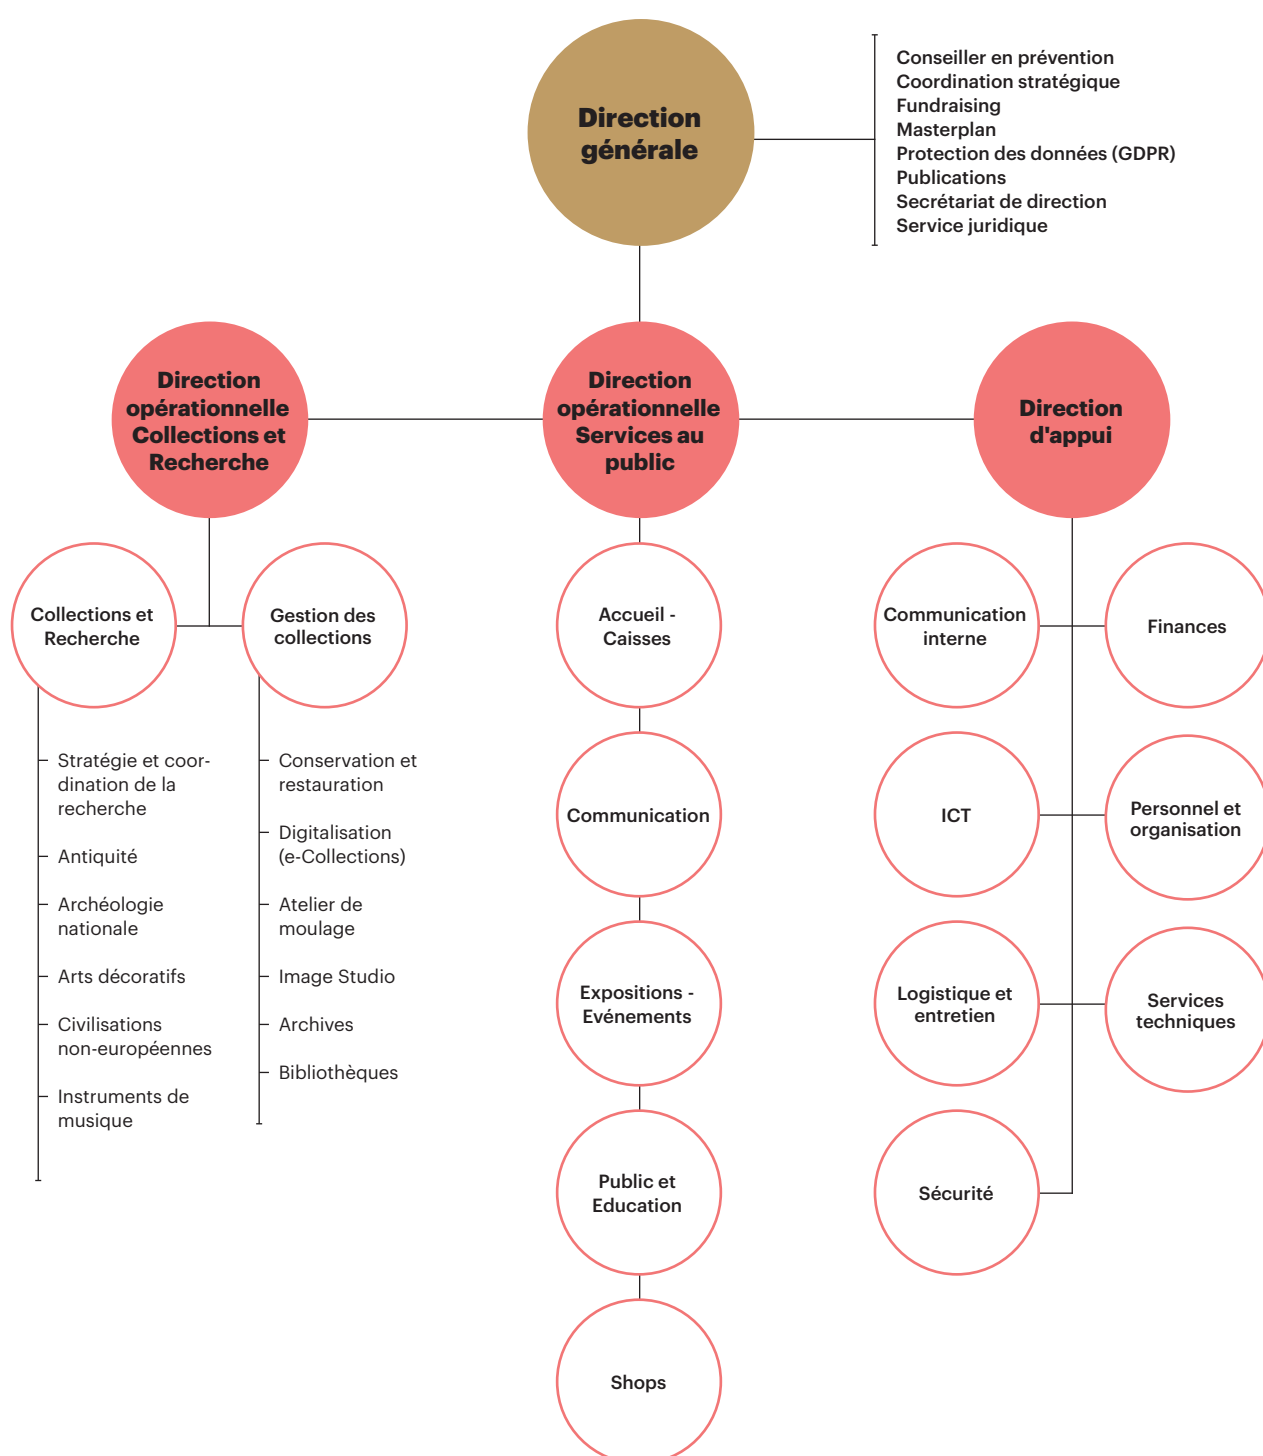 Direction
générale
Conseiller en prévention
Coordination stratégique
Fundraising
Masterplan
Protection des données (GDPR)
Publications
Secrétariat de direction
Service juridique
Direction
opérationnelle
Collections et
Recherche
Direction
opérationnelle
Services au
public
Direction
d'appui
Collections et
Recherche
Stratégie et coor-
dination de la
recherche
Antiquité
Archéologie
nationale
Arts décoratifs
Civilisations
non-européennes
Instruments de
musique
Gestion des
collections
Conservation et
restauration
Digitalisation
(e-Collections)
Atelier de
moulage
Image Studio
Archives
Bibliothèques
Accueil -
Caisses
Communication
Expositions -
Evénements
Public et
Education
Shops
Communication
interne
Finances
ICT
Personnel et
organisation
Logistique et
entretien
Services
techniques
Sécurité